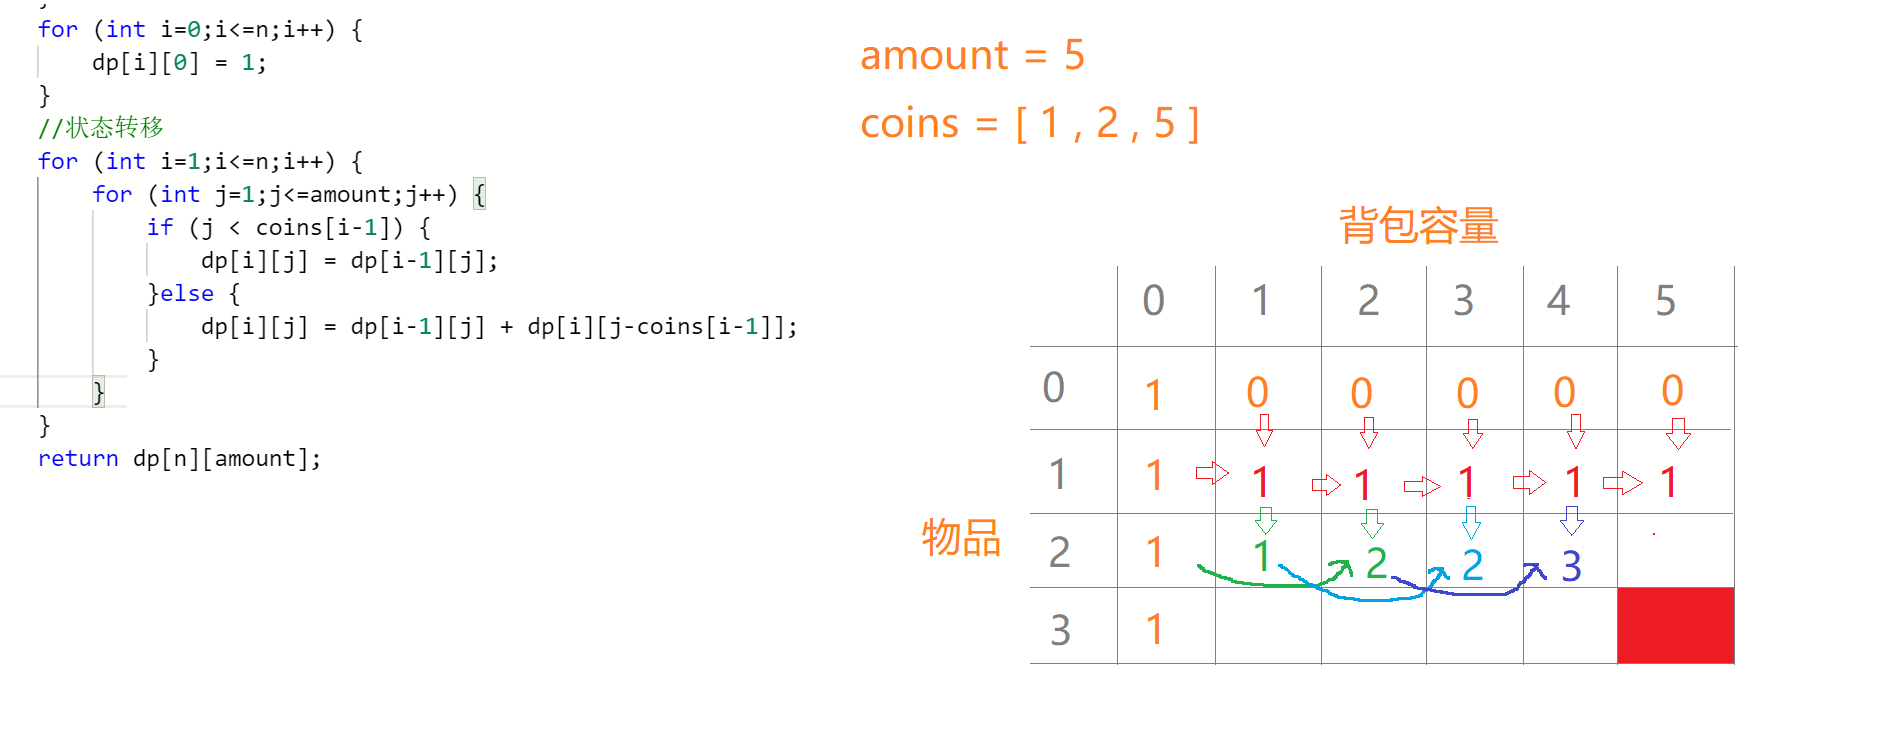 for (int i=0;i<=n;i++) {
dp[i][0] = 1;
}
//状态转移
for (int i=1;i<=n;i++) {
for (int j=1;j<=amount;j++) {
if (j < coins[i-1]) {
dp[i][j] = dp[i-1][j];
}else {
dp[i][j] = dp[i-1][j] + dp[i][j-coins[i-1]];
}
}
}
return dp[n][amount];
amount = 5
coins = [ 1 , 2 , 5 ]
背包容量
0 1 2 3 4 5
0 1 0 0 0 0 0
1 1 1 1 1 1 1
物品
2 1 1 2 2 3
3 1